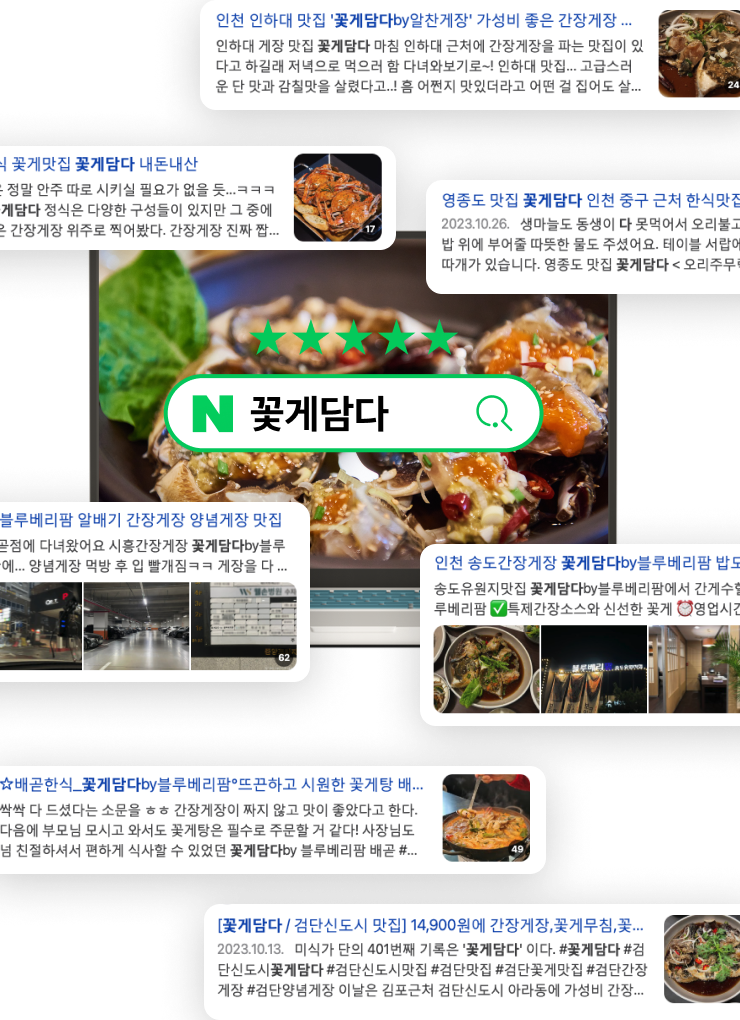 인천 인하대 맛집 '꽃게담다by알찬게장' 가성비 좋은 간장게장 ...
인하대 게장 맛집 꽃게담다 마침 인하대 근처에 간장게장을 파는 맛집이 있
다고 하길래 저녁으로 먹으러 함 다녀와보기로~! 인하대 맛집... 고급스러
운 단 맛과 감칠맛을 살렸다고..! 흠 어쩐지 맛있더라고 어떤 걸 집어도 살...
24
식 꽃게맛집 꽃게담다 내돈내산
은 정말 안주 따로 시키실 필요가 없을 듯...ㅋㅋㅋ
게담다 정식은 다양한 구성들이 있지만 그 중에
은 간장게장 위주로 찍어봤다. 간장게장 진짜 짭...
17
영종도 맛집 꽃게담다 인천 중구 근처 한식맛집
2023.10.26. 생마늘도 동생이 다 못먹어서 오리불고
밥 위에 부어줄 따뜻한 물도 주셨어요. 테이블 서랍에
따개가 있습니다. 영종도 맛집 꽃게담다 < 오리주무
N 꽃게담다
블루베리팜 알배기 간장게장 양념게장 맛집
곧점에 다녀왔어요 시흥간장게장 꽃게담다by블루
에... 양념게장 먹방 후 입 빨개짐ㅋㅋ 게장을 다 ...
62
인천 송도간장게장 꽃게담다by블루베리팜 밥도
송도유원지맛집 꽃게담다by블루베리팜에서 간게수
루베리팜 ✅특제간장소스와 신선한 꽃게 ⏰영업시간
블루베리
☆배곧한식_꽃게담다by블루베리팜°뜨끈하고 시원한 꽃게탕 배...
싹싹 다 드셨다는 소문을 ㅎㅎ 간장게장이 짜지 않고 맛이 좋았다고 한다.
다음에 부모님 모시고 와서도 꽃게탕은 필수로 주문할 거 같다! 사장님도
넘 친절하셔서 편하게 식사할 수 있었던 꽃게담다by 블루베리팜 배곧 #...
49
[꽃게담다 / 검단신도시 맛집] 14,900원에 간장게장,꽃게무침,꽃...
2023.10.13. 미식가 단의 401번째 기록은 '꽃게담다' 이다. #꽃게담다 #검
단신도시꽃게담다 #검단신도시맛집 #검단맛집 #검단꽃게맛집 #검단간장
게장 #검단양념게장 이날은 김포근처 검단신도시 아라동에 가성비 간장...